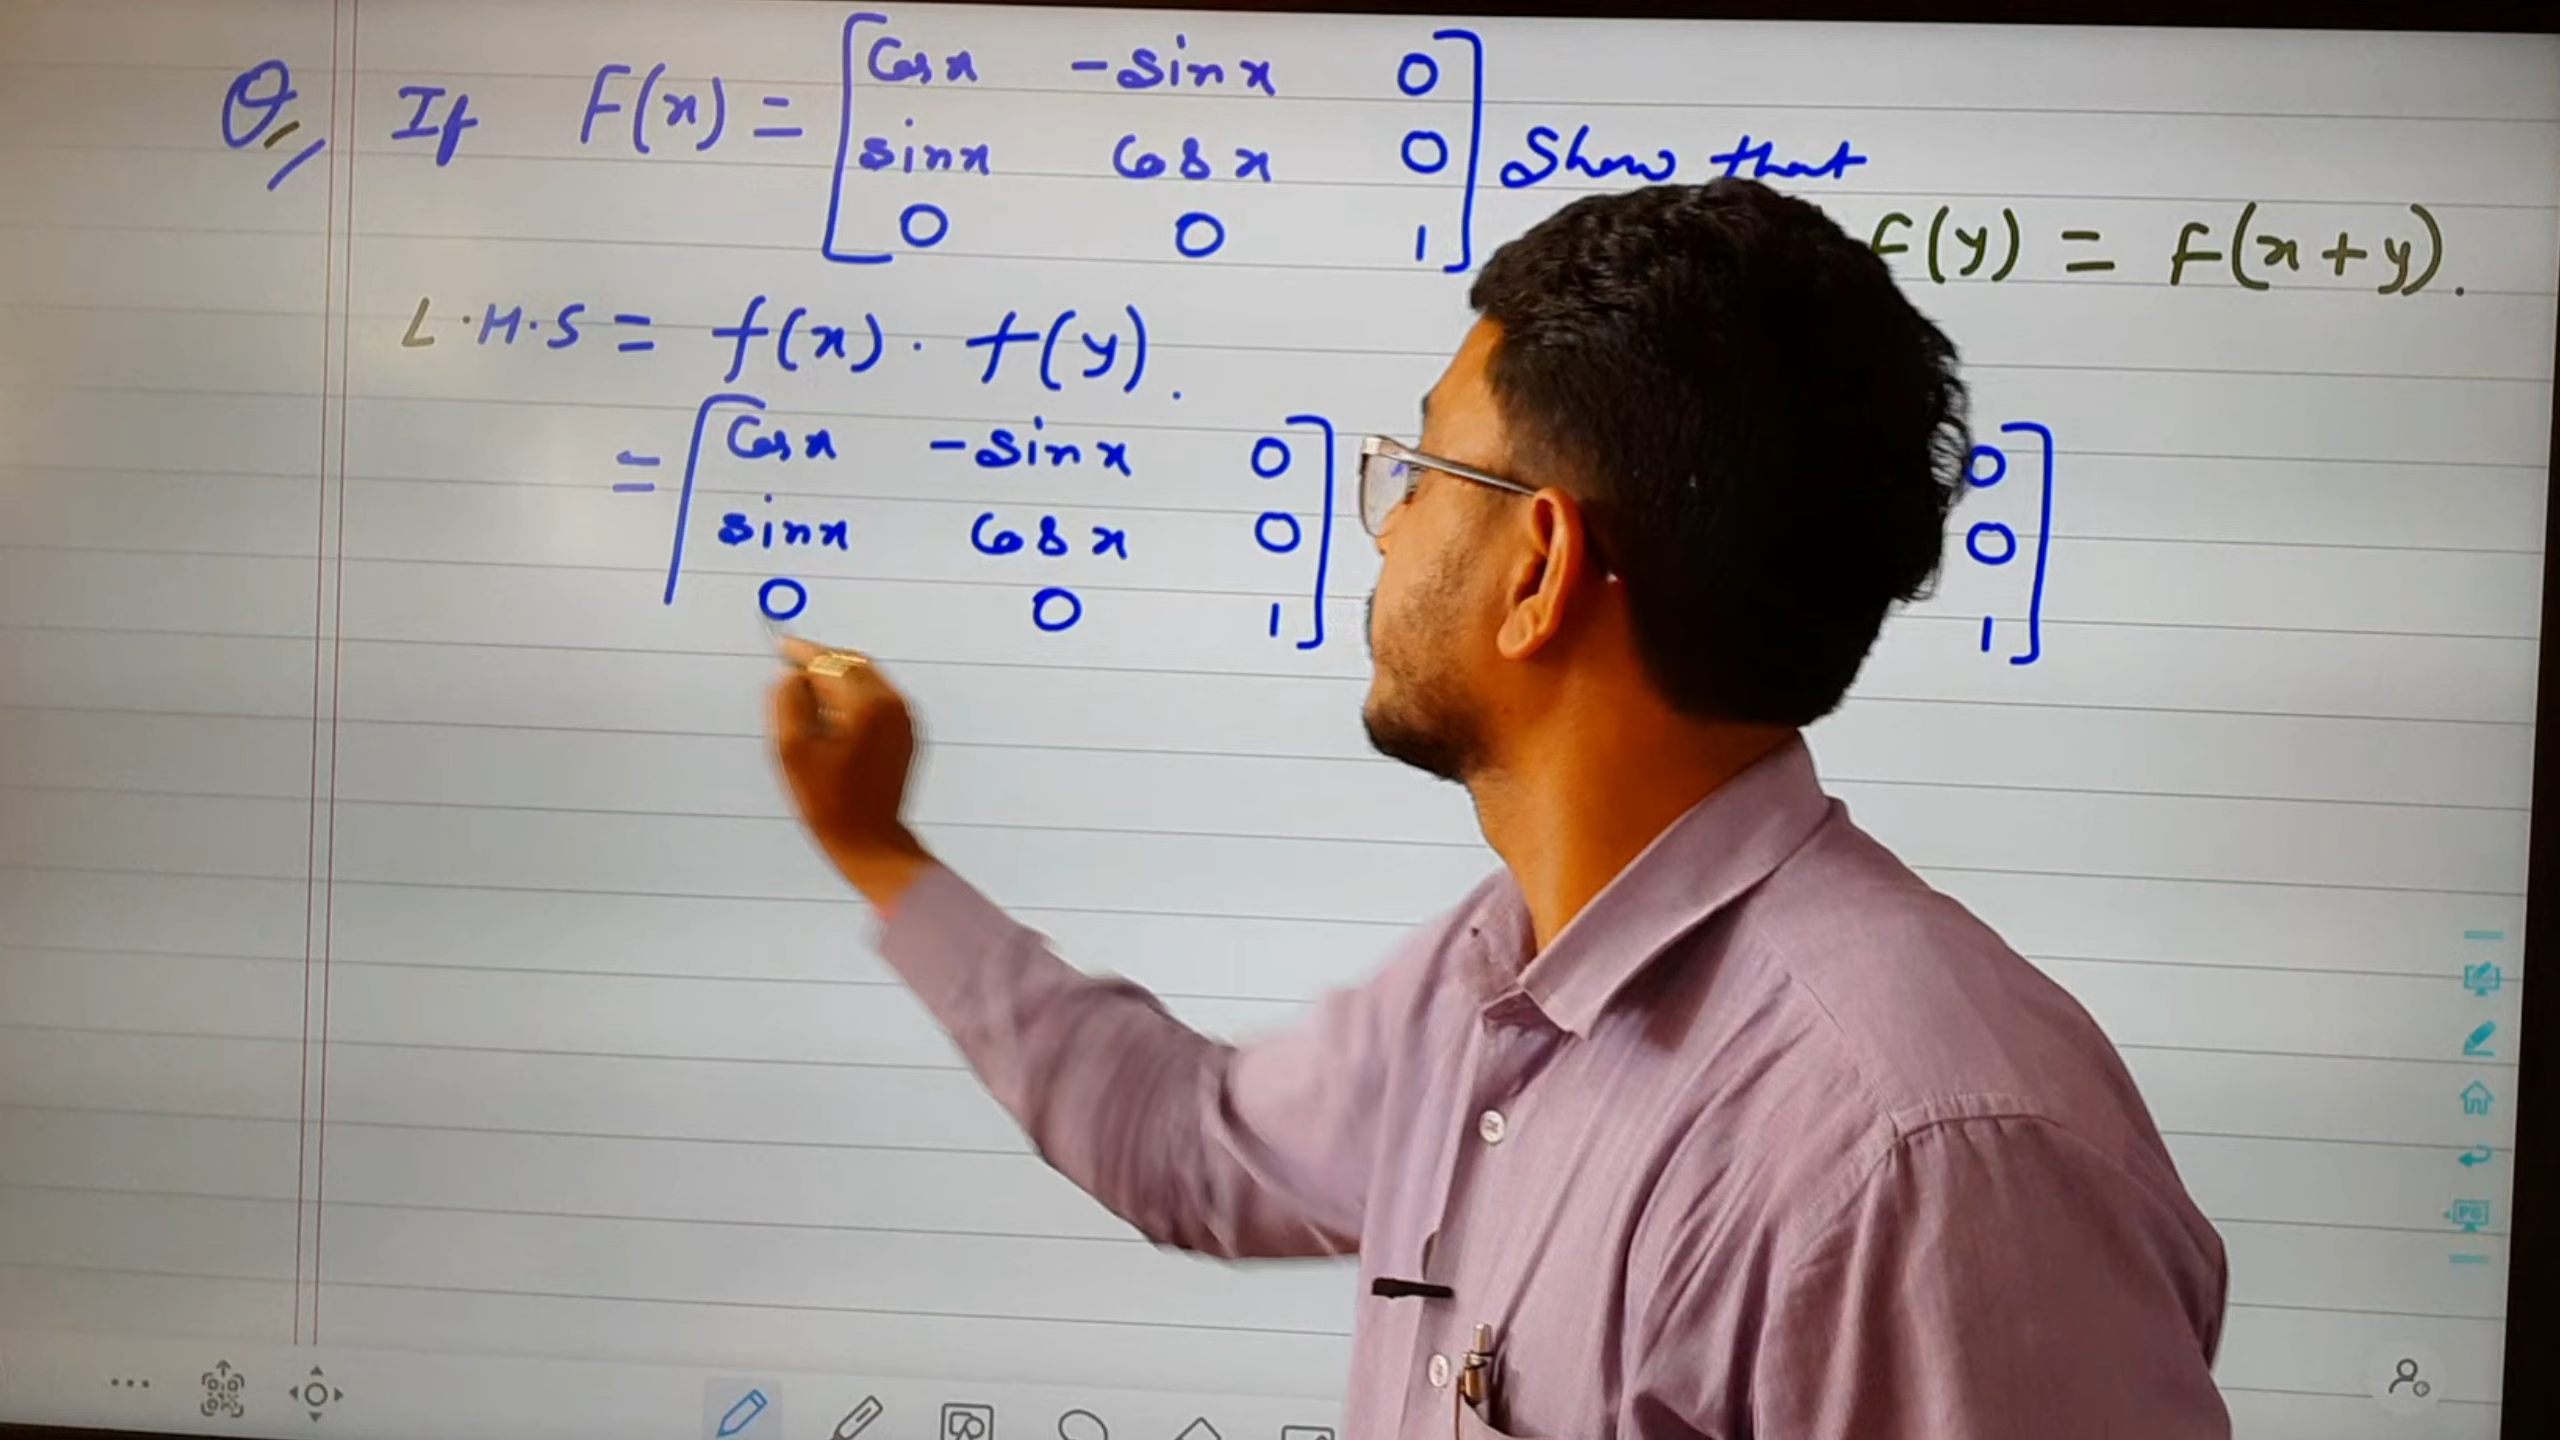 Q, If F(x) = [cos x -sin x 0
sin x cos x 0
0 0 1] Show that
F(y) = F(x+y).
L.H.S = f(x). f(y).
= [cos x -sin x 0] 0]
sin x cos x 0 0
0 0 1] 1]
PG